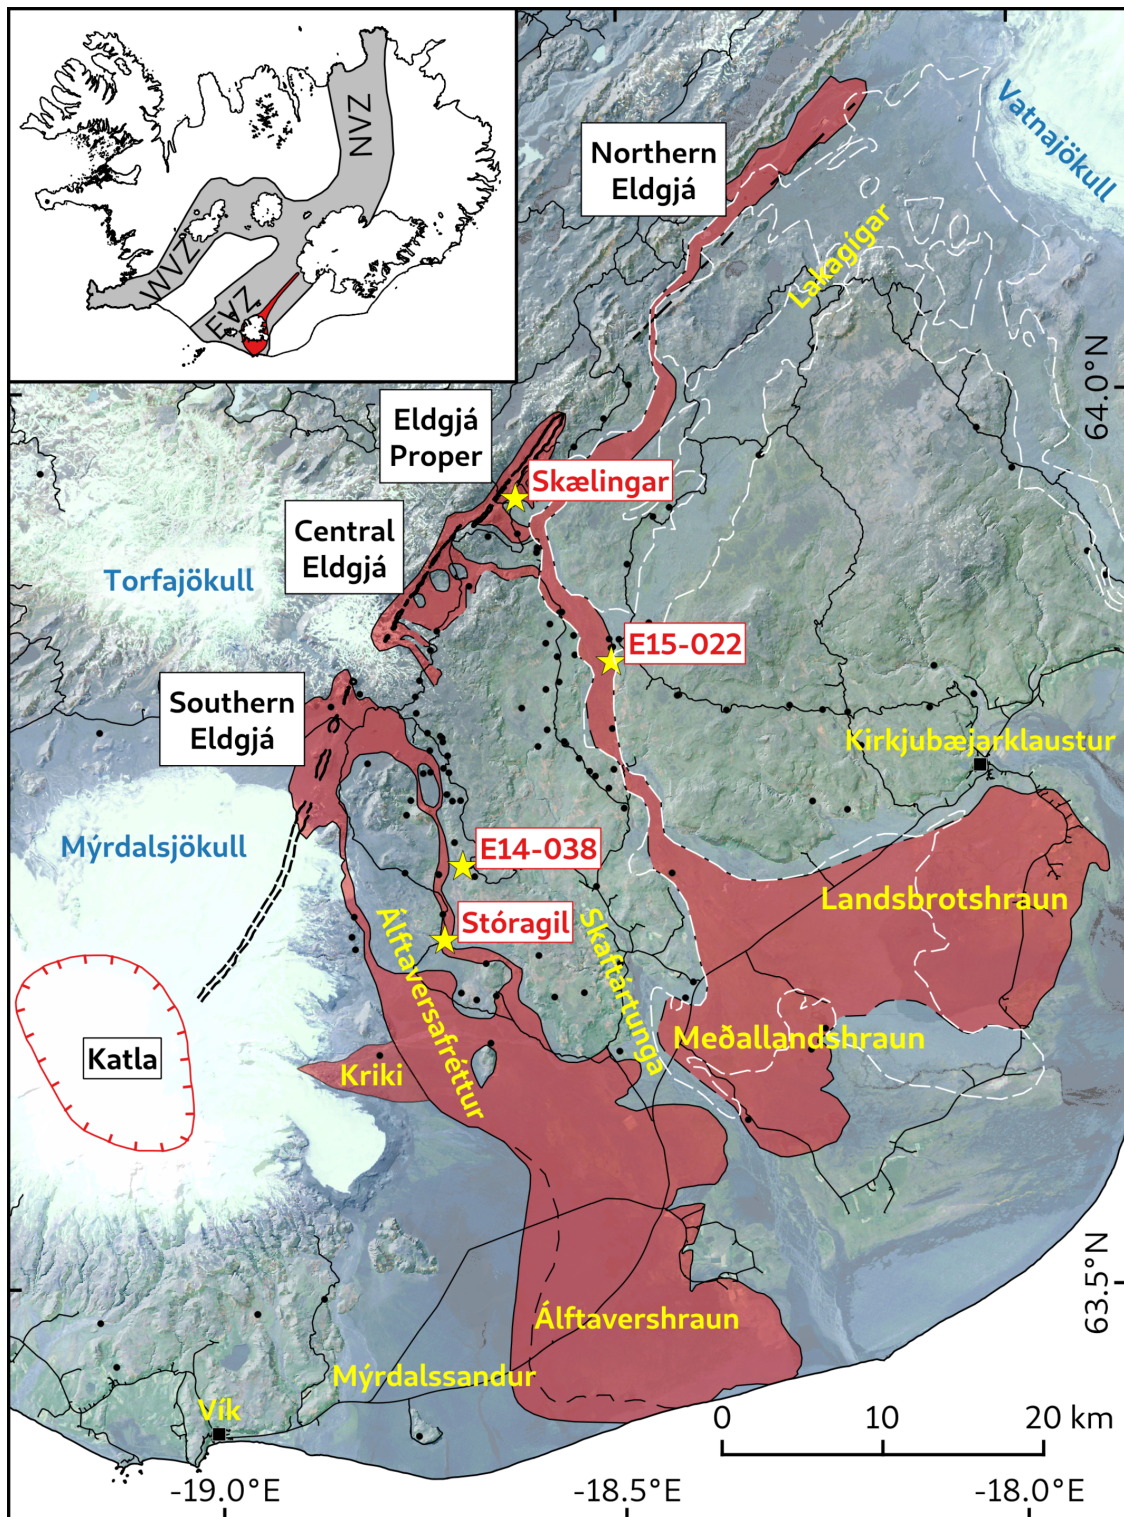 NVZ
WVZ
EVZ
Northern
Eldgjá
Vatnajökull
Lakagígar
64.0°N
Eldgjá
Proper
Skælingar
Central
Eldgjá
Torfajökull
E15-022
Southern
Eldgjá
Kirkjubæjarklaustur
Mýrdalsjökull
E14-038
Landsbrotshraun
Stóragil
Álftaversafréttur
Skaftártunga
Meðallandshraun
Katla
Kriki
63.5°N
Álftavershraun
Mýrdalssandur
Vík
0 10 20 km
-19.0°E -18.5°E -18.0°E